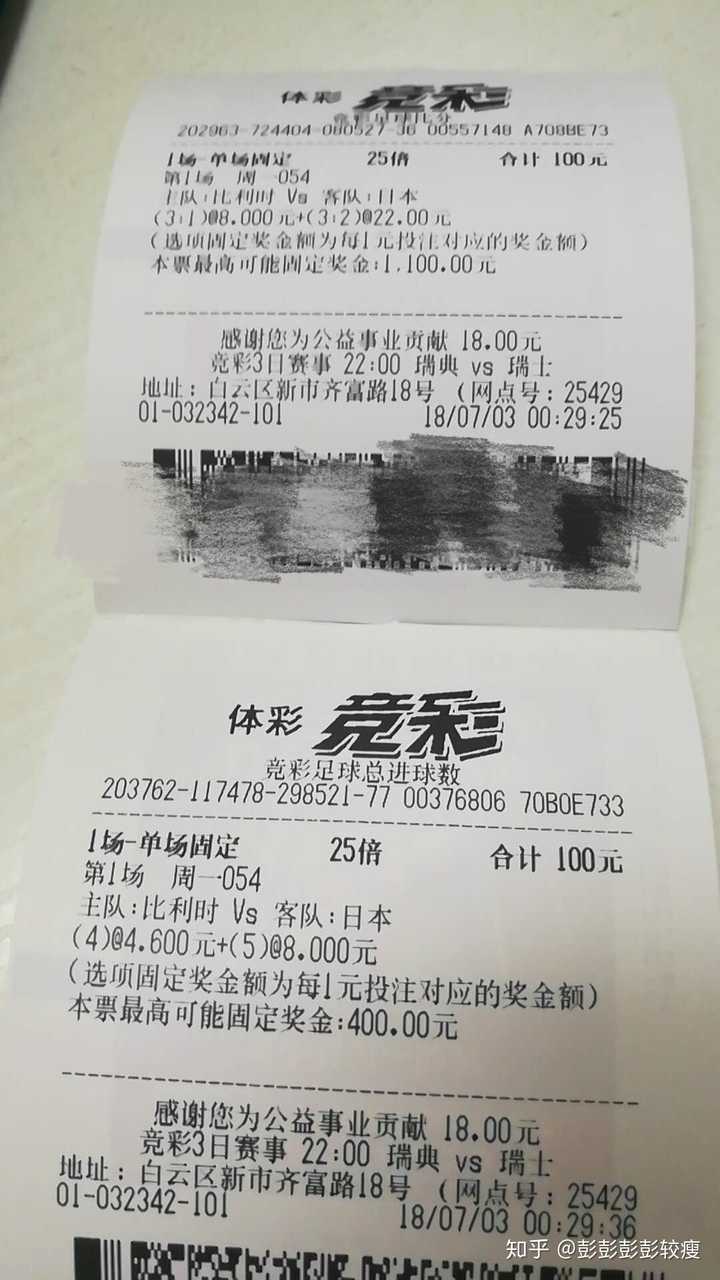 体彩 竞彩
竞彩足球比分
202963-724404-080527-36 00557148 A708BE73
1场-单场固定 25倍 合计 100元
第1场 周一054
主队:比利时 Vs 客队:日本
(3:1)@8.000元+(3:2)@22.00元
(选项固定奖金额为每1元投注对应的奖金额)
本票最高可能固定奖金:1,100.00元
感谢您为公益事业贡献 18.00元
竞彩3日赛事 22:00 瑞典 vs 瑞士
地址: 白云区新市齐富路18号 (网点号: 25429
01-032342-101 18/07/03 00:29:25
体彩 竞彩
竞彩足球总进球数
203762-117478-298521-77 00376806 70B0E733
1场-单场固定 25倍 合计 100元
第1场 周一054
主队:比利时 Vs 客队:日本
(4)@4.600元+(5)@8.000元
(选项固定奖金额为每1元投注对应的奖金额)
本票最高可能固定奖金:400.00元
感谢您为公益事业贡献 18.00元
竞彩3日赛事 22:00 瑞典 vs 瑞士
地址: 白云区新市齐富路18号 (网点号: 25429
01-032342-101 18/07/03 00:29:36
知乎 @彭彭彭彭较瘦